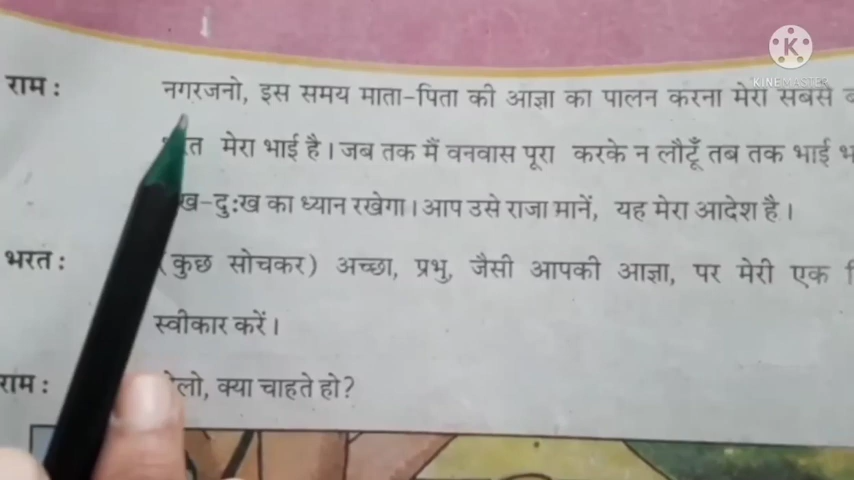 K
KINEMASTER
राम : नगरजनो, इस समय माता-पिता की आज्ञा का पालन करना मेरा सबसे
मेरा भाई है। जब तक मैं वनवास पूरा करके न लौटूँ तब तक भाई
दुःख का ध्यान रखेगा। आप उसे राजा मानें, यह मेरा आदेश है।
भरत : (कुछ सोचकर) अच्छा, प्रभु, जैसी आपकी आज्ञा, पर मेरी एक
स्वीकार करें।
राम : क्या चाहते हो?